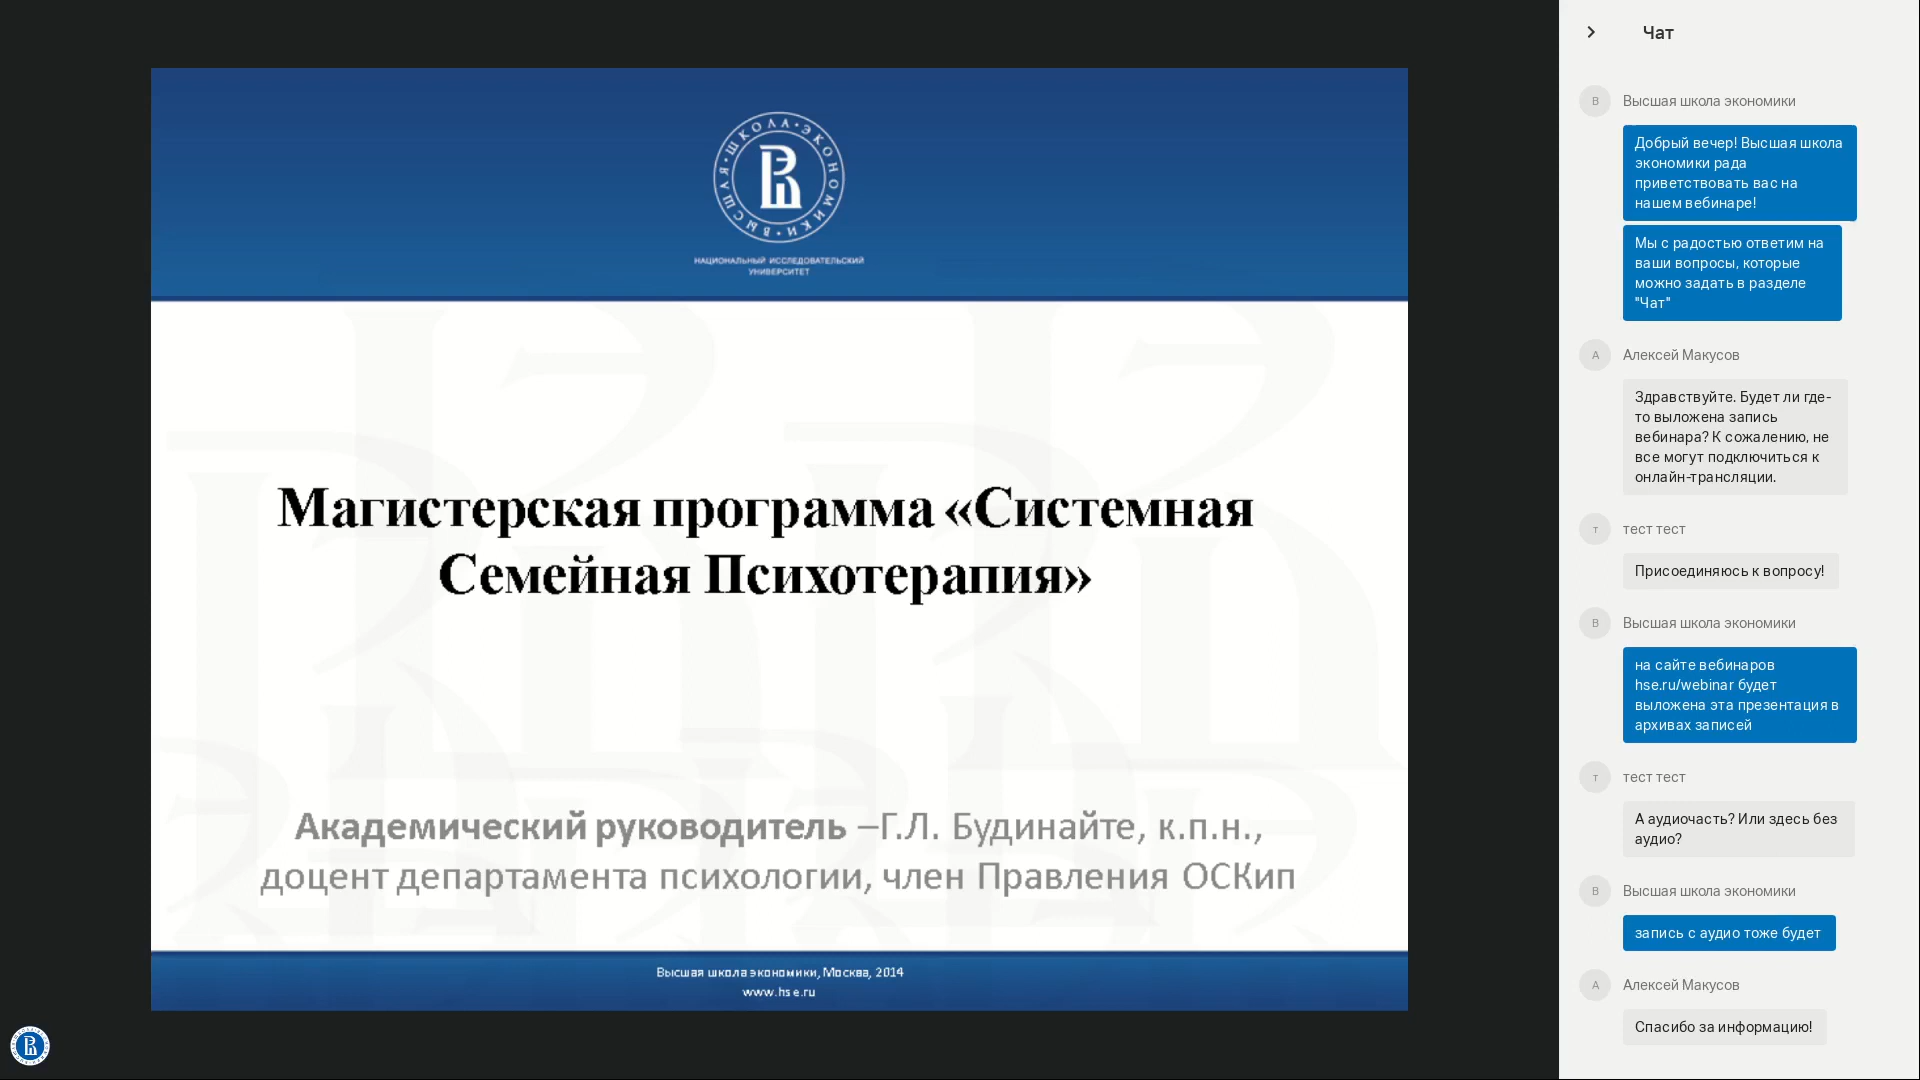 ВЫСШАЯ • ШКОЛА • ЭКОНОМИКИ •
НАЦИОНАЛЬНЫЙ ИССЛЕДОВАТЕЛЬСКИЙ
УНИВЕРСИТЕТ
Магистерская программа «Системная
Семейная Психотерапия»
Академический руководитель –Г.Л. Будинайте, к.п.н.,
доцент департамента психологии, член Правления ОСКип
Высшая школа экономики, Москва, 2014
www.hse.ru
Чат
В
Высшая школа экономики
Добрый вечер! Высшая школа
экономики рада
приветствовать вас на
нашем вебинаре!
Мы с радостью ответим на
ваши вопросы, которые
можно задать в разделе
"Чат"
А
Алексей Макусов
Здравствуйте. Будет ли где-
то выложена запись
вебинара? К сожалению, не
все могут подключиться к
онлайн-трансляции.
т
тест тест
Присоединяюсь к вопросу!
В
Высшая школа экономики
на сайте вебинаров
hse.ru/webinar будет
выложена эта презентация в
архивах записей
т
тест тест
А аудиочасть? Или здесь без
аудио?
В
Высшая школа экономики
запись с аудио тоже будет
А
Алексей Макусов
Спасибо за информацию!